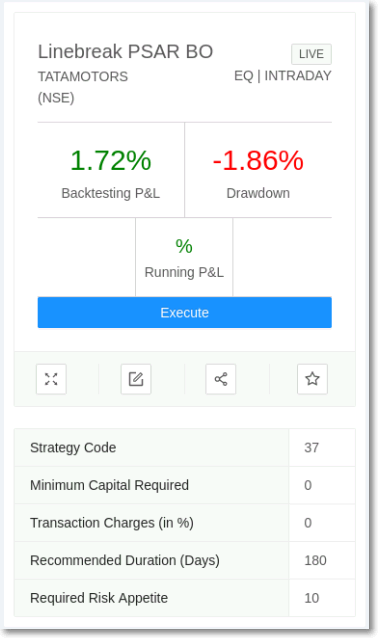 Linebreak PSAR BO
LIVE
TATAMOTORS
(NSE)
EQ | INTRADAY
1.72%
Backtesting P&L
-1.86%
Drawdown
%
Running P&L
Execute
Strategy Code 37
Minimum Capital Required 0
Transaction Charges (in %) 0
Recommended Duration (Days) 180
Required Risk Appetite 10